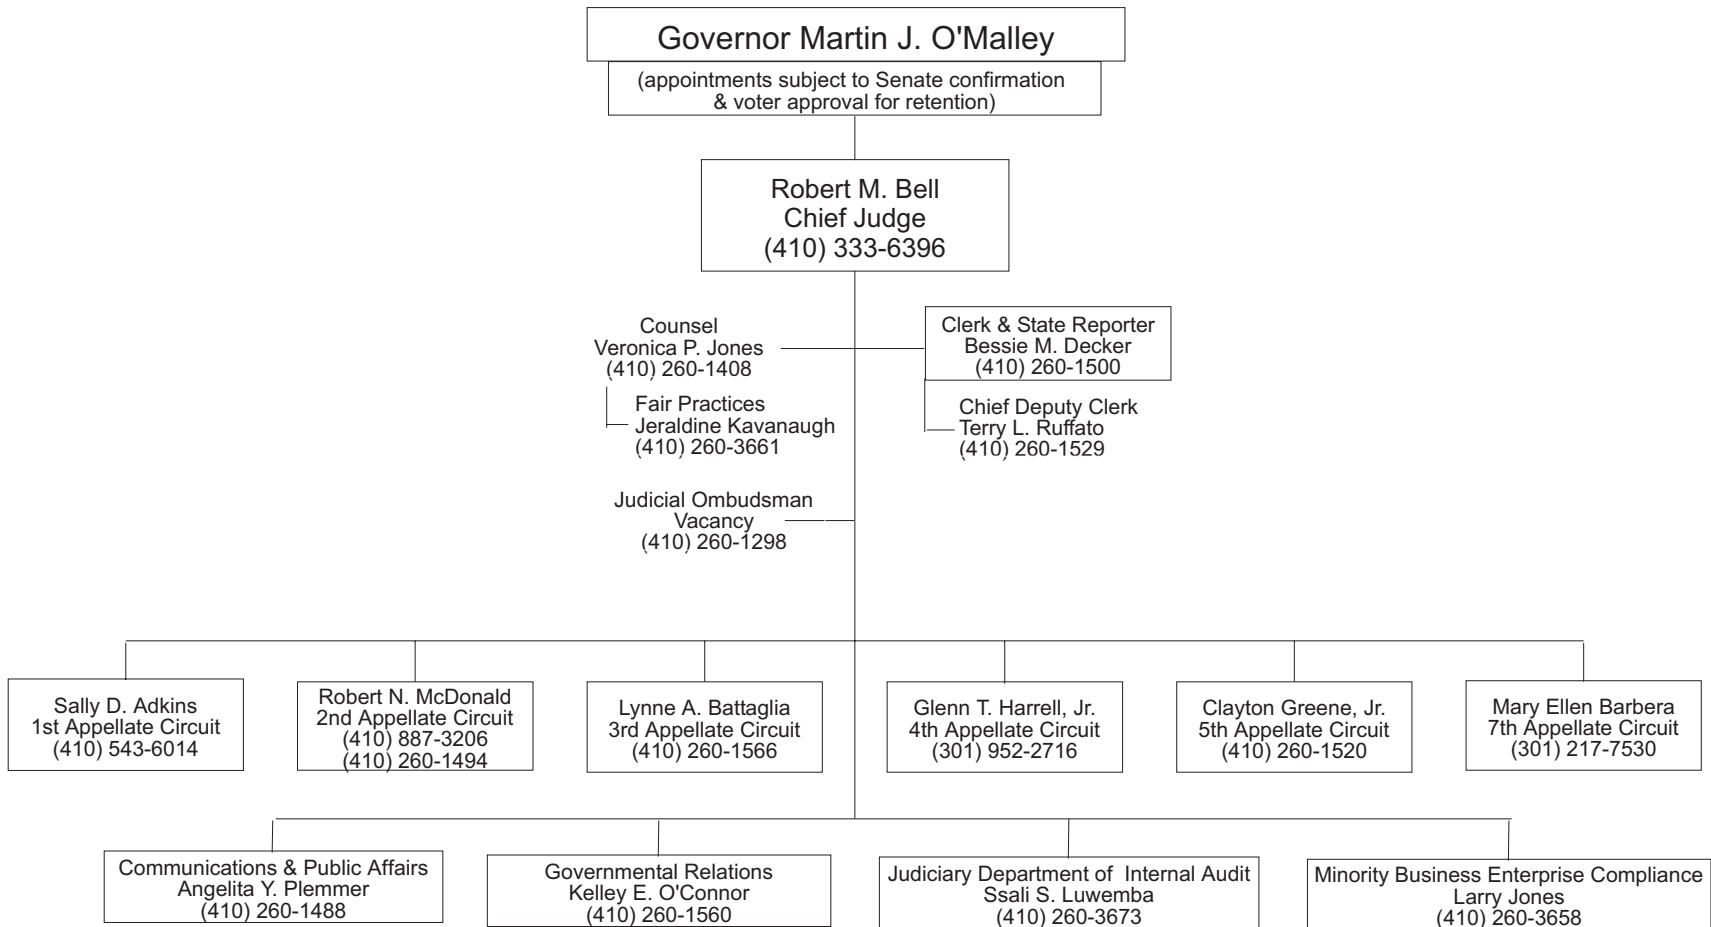 Governor Martin J. O'Malley
(appointments subject to Senate confirmation
& voter approval for retention)
Robert M. Bell
Chief Judge
(410) 333-6396
Counsel
Veronica P. Jones
(410) 260-1408
Fair Practices
Jeraldine Kavanaugh
(410) 260-3661
Clerk & State Reporter
Bessie M. Decker
(410) 260-1500
Chief Deputy Clerk
Terry L. Ruffato
(410) 260-1529
Judicial Ombudsman
Vacancy
(410) 260-1298
Sally D. Adkins
1st Appellate Circuit
(410) 543-6014
Robert N. McDonald
2nd Appellate Circuit
(410) 887-3206
(410) 260-1494
Lynne A. Battaglia
3rd Appellate Circuit
(410) 260-1566
Glenn T. Harrell, Jr.
4th Appellate Circuit
(301) 952-2716
Clayton Greene, Jr.
5th Appellate Circuit
(410) 260-1520
Mary Ellen Barbera
7th Appellate Circuit
(301) 217-7530
Communications & Public Affairs
Angelita Y. Plemmer
(410) 260-1488
Governmental Relations
Kelley E. O'Connor
(410) 260-1560
Judiciary Department of Internal Audit
Ssali S. Luwemba
(410) 260-3673
Minority Business Enterprise Compliance
Larry Jones
(410) 260-3658